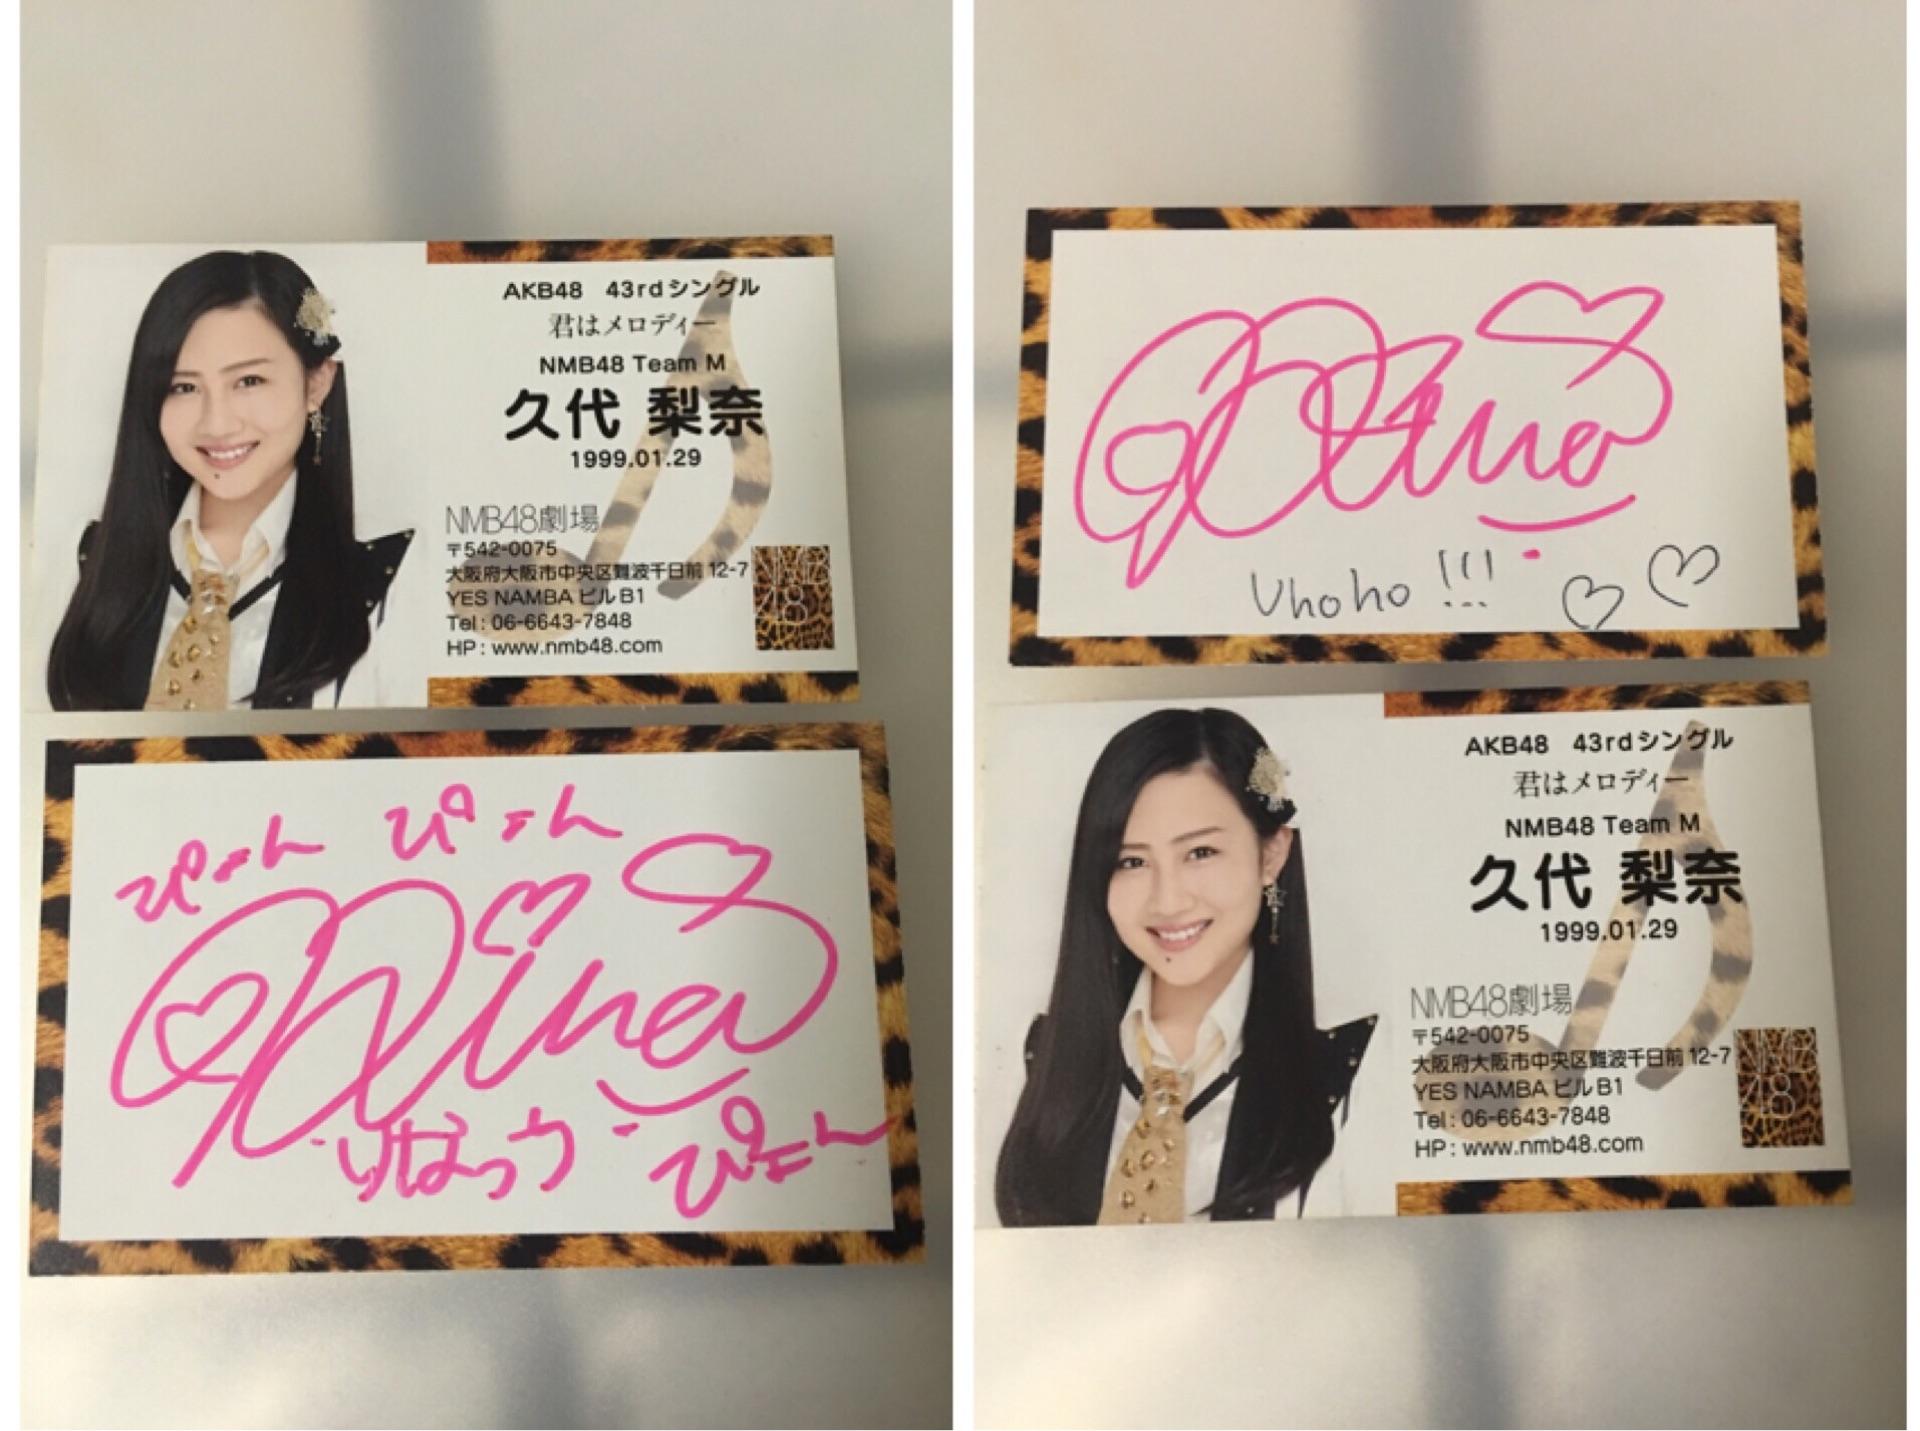 AKB48 43rdシングル
君はメロディー
NMB48 Team M
久代 梨奈
1999.01.29
NMB48劇場
〒542-0075
大阪府大阪市中央区難波千日前 12-7
YES NAMBA ビルB1
Tel: 06-6643-7848
HP: www.nmb48.com
ぴょん ぴょん
Rina
りなっつ ぴょん
Rina
Uhoho !!!
AKB48 43rdシングル
君はメロディー
NMB48 Team M
久代 梨奈
1999.01.29
NMB48劇場
〒542-0075
大阪府大阪市中央区難波千日前 12-7
YES NAMBA ビルB1
Tel: 06-6643-7848
HP: www.nmb48.com